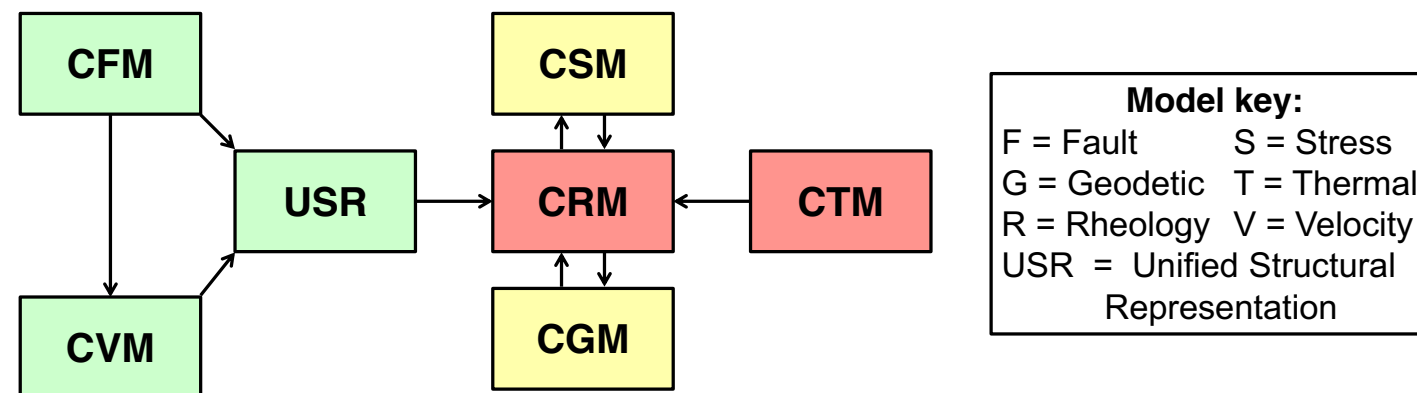 CFM
CSM
USR
CRM
CTM
CVM
CGM
Model key:
F = Fault S = Stress
G = Geodetic T = Thermal
R = Rheology V = Velocity
USR = Unified Structural
Representation